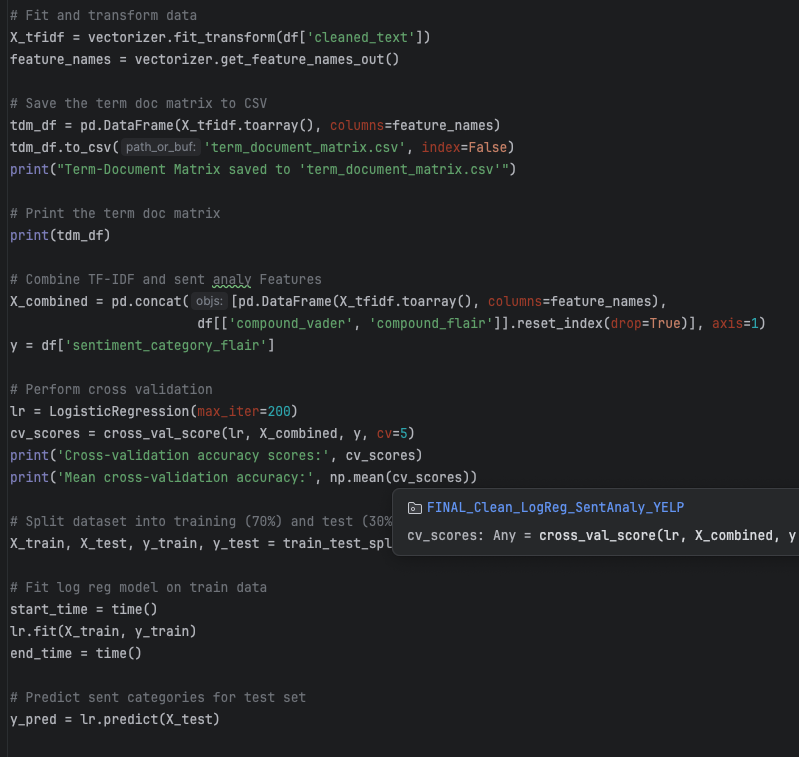 # Fit and transform data
X_tfidf = vectorizer.fit_transform(df['cleaned_text'])
feature_names = vectorizer.get_feature_names_out()
# Save the term doc matrix to CSV
tdm_df = pd.DataFrame(X_tfidf.toarray(), columns=feature_names)
tdm_df.to_csv( path_or_buf: 'term_document_matrix.csv', index=False)
print("Term-Document Matrix saved to 'term_document_matrix.csv'")
# Print the term doc matrix
print(tdm_df)
# Combine TF-IDF and sent analy Features
X_combined = pd.concat( objs: [pd.DataFrame(X_tfidf.toarray(), columns=feature_names),
df[['compound_vader', 'compound_flair']].reset_index(drop=True)], axis=1)
y = df['sentiment_category_flair']
# Perform cross validation
lr = LogisticRegression(max_iter=200)
cv_scores = cross_val_score(lr, X_combined, y, cv=5)
print('Cross-validation accuracy scores:', cv_scores)
print('Mean cross-validation accuracy:', np.mean(cv_scores))
FINAL_Clean_LogReg_SentAnaly_YELP
cv_scores: Any = cross_val_score(lr, X_combined, y
# Split dataset into training (70%) and test (30%
X_train, X_test, y_train, y_test = train_test_spl
# Fit log reg model on train data
start_time = time()
lr.fit(X_train, y_train)
end_time = time()
# Predict sent categories for test set
y_pred = lr.predict(X_test)